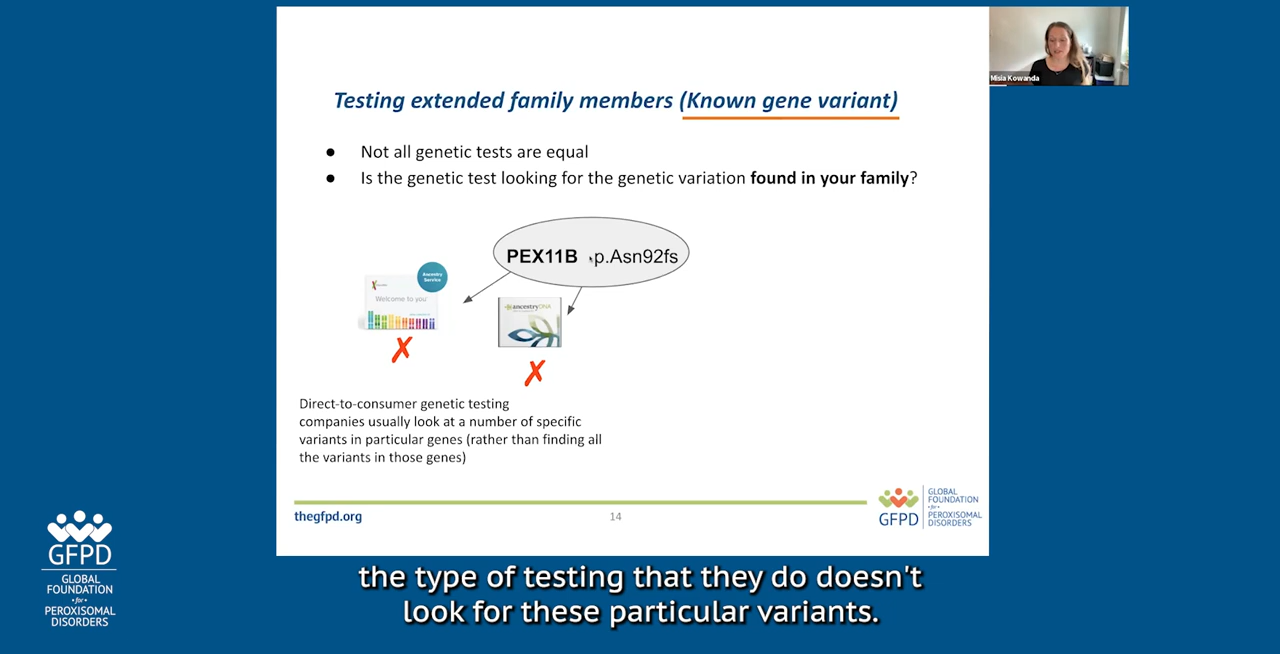 Misia Kowanda
Testing extended family members (Known gene variant)
● Not all genetic tests are equal
● Is the genetic test looking for the genetic variation found in your family?
PEX11B p.Asn92fs
Ancestry
Service
Welcome to you
ancestryDNA
✗
✗
Direct-to-consumer genetic testing
companies usually look at a number of specific
variants in particular genes (rather than finding all
the variants in those genes)
thegfpd.org
14
GFPD
GLOBAL
FOUNDATION
for
PEROXISOMAL
DISORDERS
GFPD
GLOBAL
FOUNDATION
for
PEROXISOMAL
DISORDERS
the type of testing that they do doesn't
look for these particular variants.